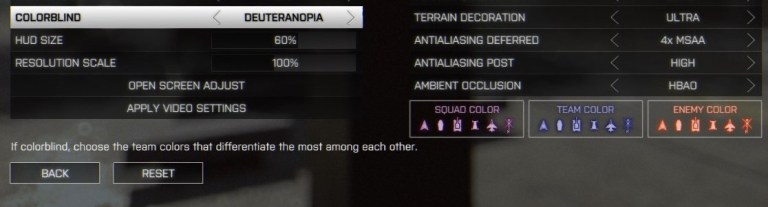 COLORBLIND DEUTERANOPIA
HUD SIZE 60%
RESOLUTION SCALE 100%
OPEN SCREEN ADJUST
APPLY VIDEO SETTINGS
TERRAIN DECORATION ULTRA
ANTIALIASING DEFERRED 4x MSAA
ANTIALIASING POST HIGH
AMBIENT OCCLUSION HBAO
SQUAD COLOR TEAM COLOR ENEMY COLOR
If colorblind, choose the team colors that differentiate the most among each other.
BACK RESET